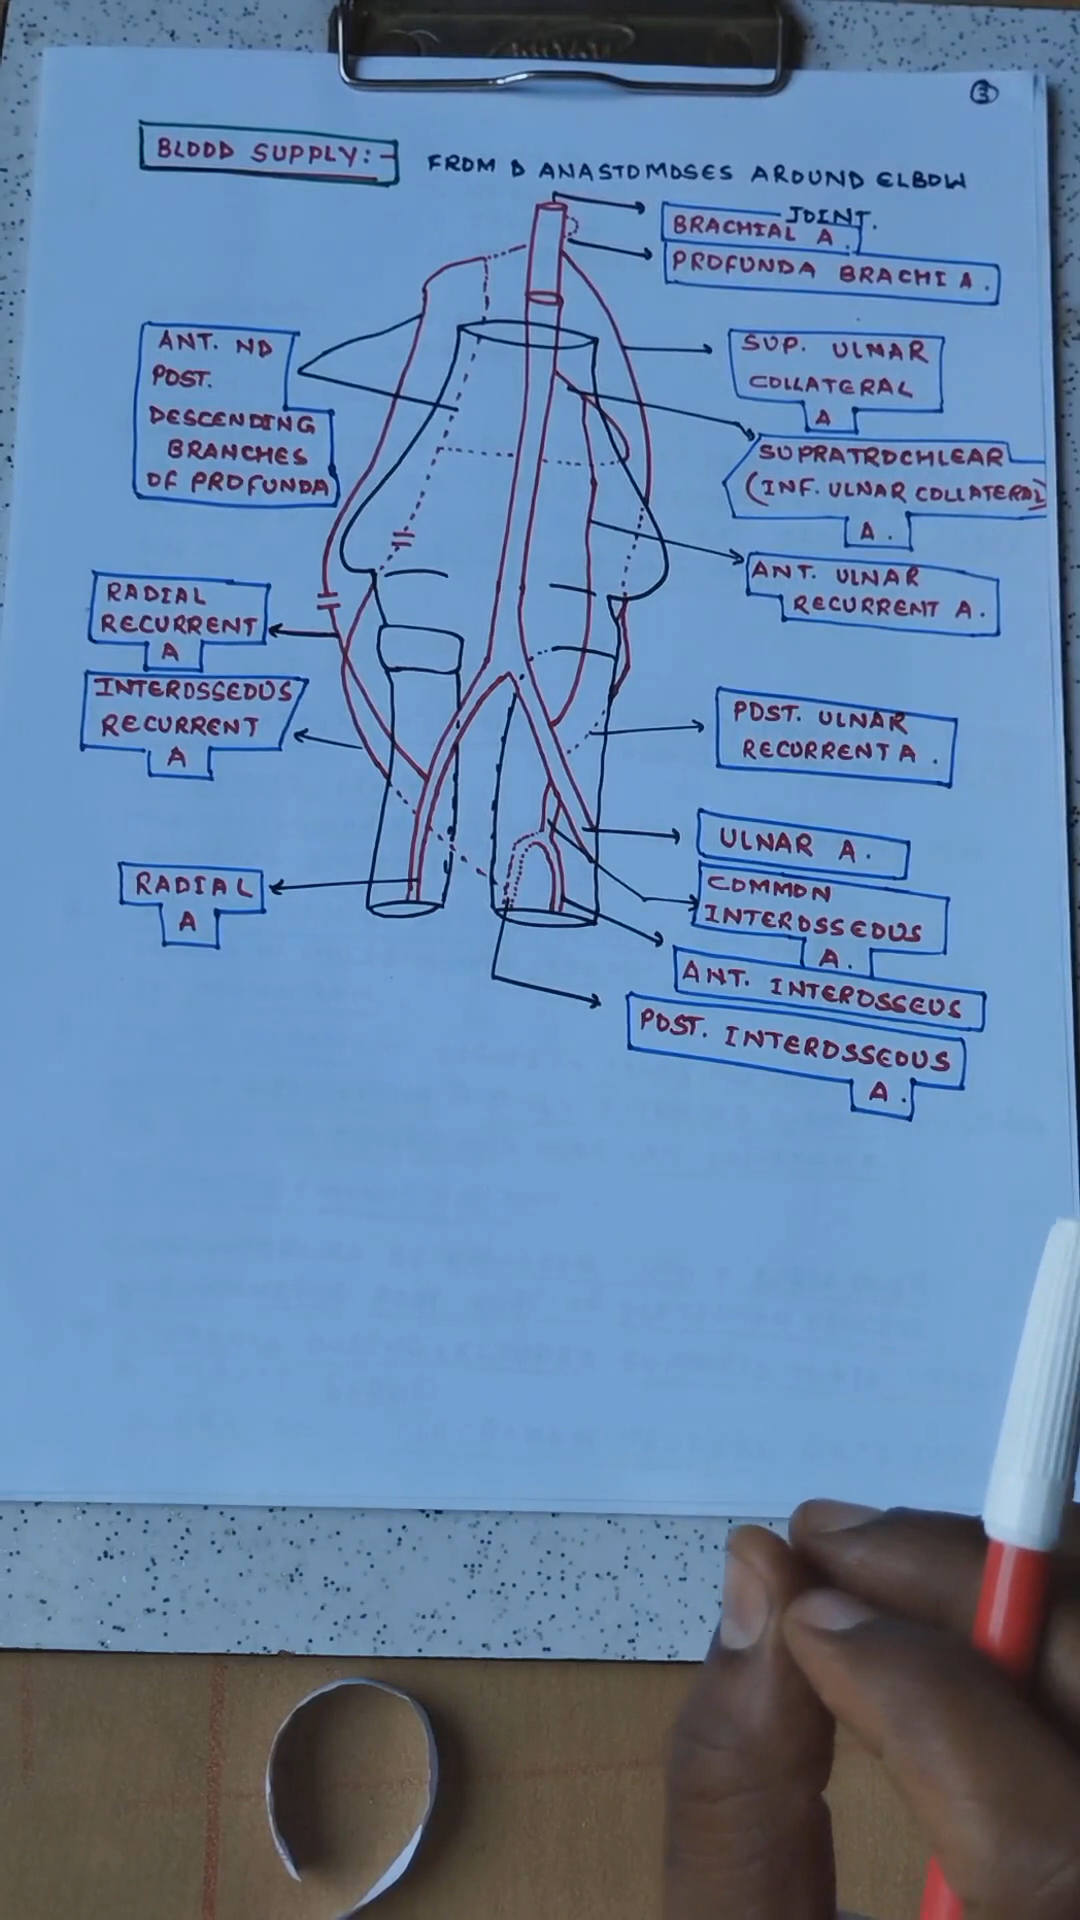 3
BLOOD SUPPLY:-
FROM D ANASTOMOSES AROUND ELBOW
JOINT.
BRACHIAL A.
PROFUNDA BRACHI A.
ANT. ND
POST.
DESCENDING
BRANCHES
OF PROFUNDA
SUP. ULNAR
COLLATERAL
A
SUPRATROCHLEAR
(INF. ULNAR COLLATERAL)
A.
ANT. ULNAR
RECURRENT A.
RADIAL
RECURRENT
A
INTEROSSEOUS
RECURRENT
A
POST. ULNAR
RECURRENT A.
ULNAR A.
COMMON
INTEROSSEOUS
A.
RADIAL
A
ANT. INTEROSSEUS
POST. INTEROSSEOUS
A.